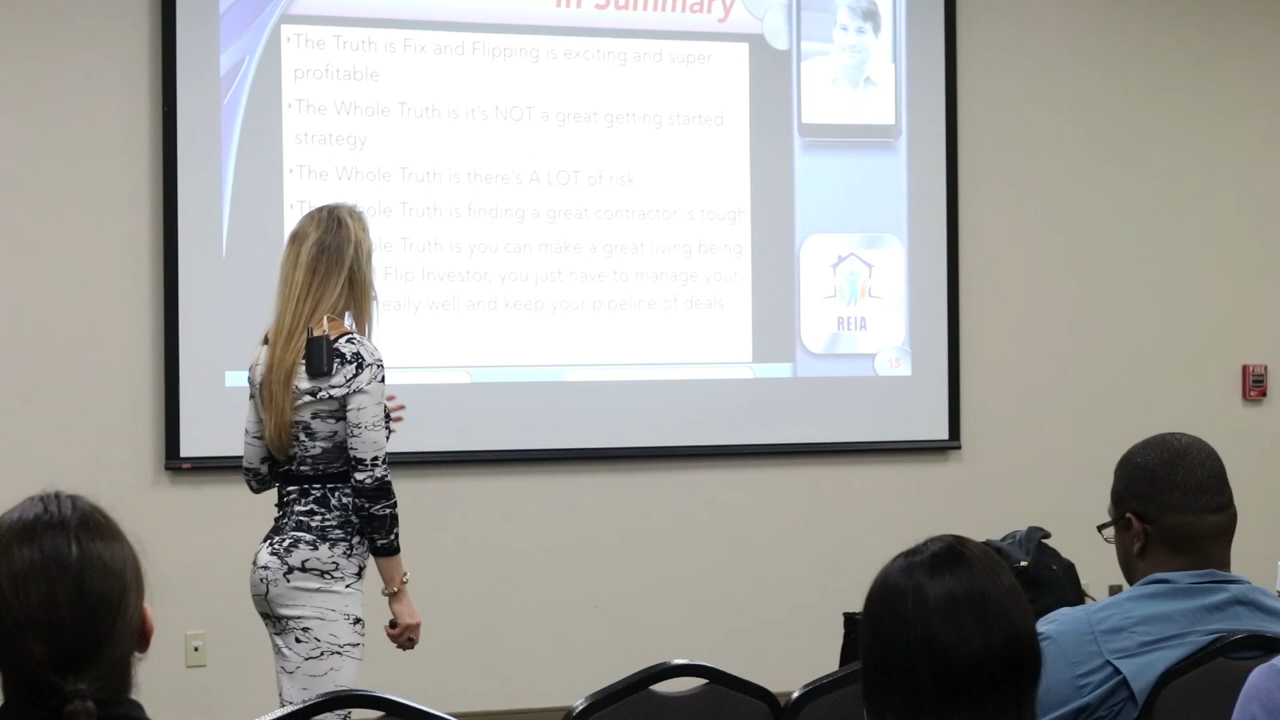 in Summary
The Truth is Fix and Flipping is exciting and super
profitable
The Whole Truth is it's NOT a great getting started
strategy
The Whole Truth is there's A LOT of risk
Truth is finding a great contractor is tough
Truth is you can make a great living being
Flip Investor, you just have to manage your
really well and keep your pipeline of deals
REIA
15
FIRE